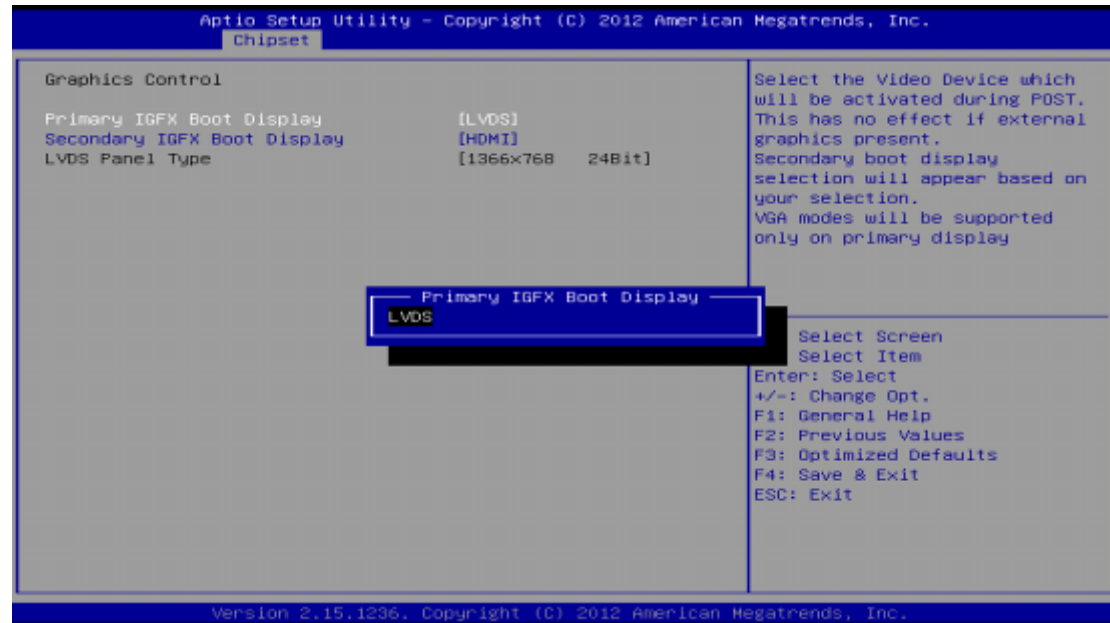 Aptio Setup Utility - Copyright (C) 2012 American Megatrends, Inc.
Chipset
Graphics Control
Primary IGFX Boot Display [LVDS]
Secondary IGFX Boot Display [HDMI]
LVDS Panel Type [1366x768 24Bit]
Select the Video Device which
will be activated during POST.
This has no effect if external
graphics present.
Secondary boot display
selection will appear based on
your selection.
VGA modes will be supported
only on primary display
Primary IGFX Boot Display
LVDS
Select Screen
Select Item
Enter: Select
+/-: Change Opt.
F1: General Help
F2: Previous Values
F3: Optimized Defaults
F4: Save & Exit
ESC: Exit
Version 2.15.1236. Copyright (C) 2012 American Megatrends, Inc.